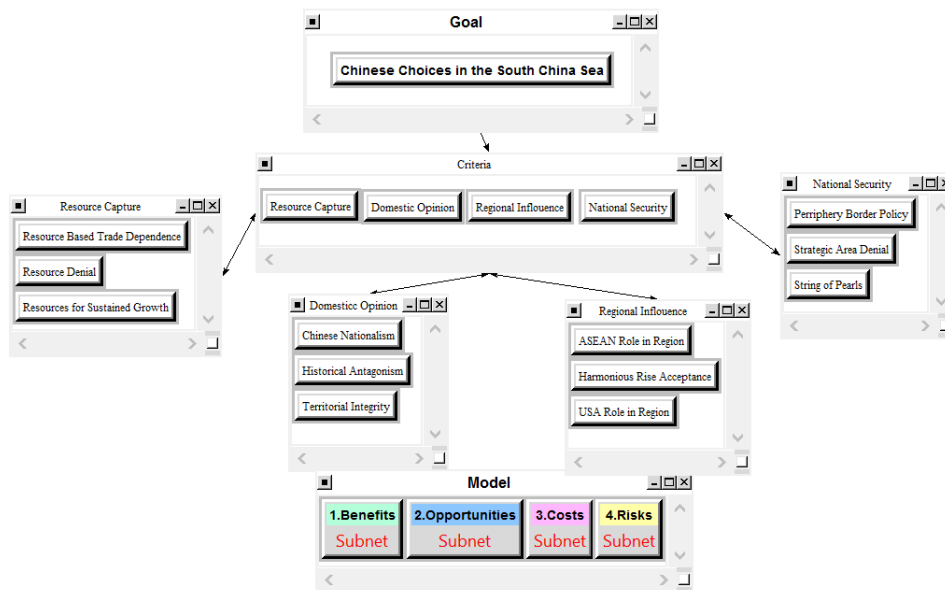 Goal
Chinese Choices in the South China Sea
Criteria
Resource Capture
Domestic Opinion
Regional Inflouence
National Security
Resource Capture
Resource Based Trade Dependence
Resource Denial
Resources for Sustained Growth
National Security
Perriphery Border Policy
Strategic Area Denial
String of Pearls
Domesticc Opinion
Chinese Nationalism
Historical Antagonism
Territorial Integrity
Regional Inflouence
ASEAN Role in Region
Harmonious Rise Acceptance
USA Role in Region
Model
1.Benefits
Subnet
2.Opportunities
Subnet
3.Costs
Subnet
4.Risks
Subnet